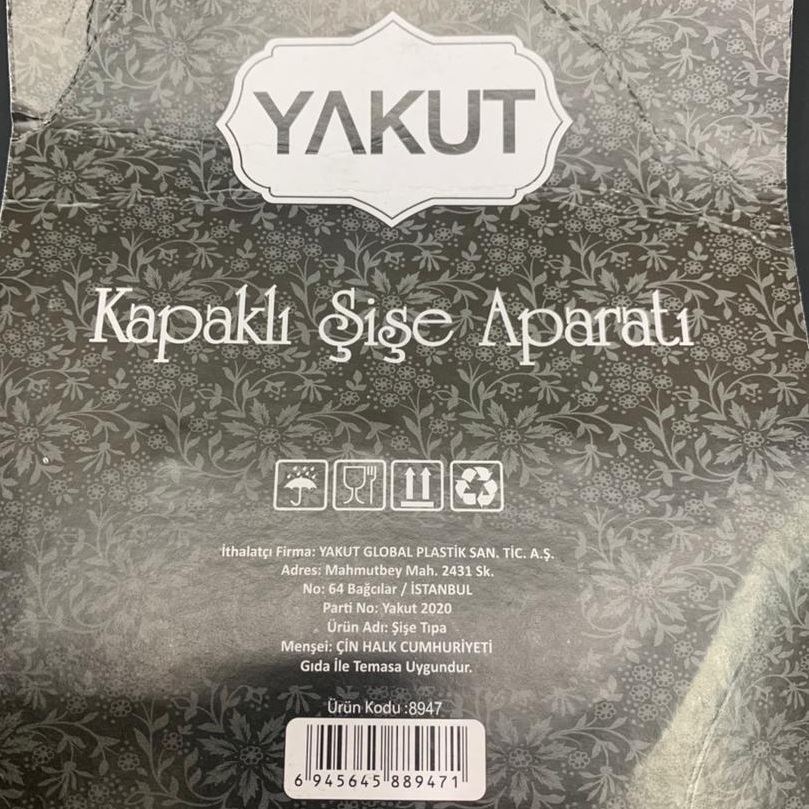 YAKUT
Kapaklı Şişe Aparatı
İthalatçı Firma: YAKUT GLOBAL PLASTİK SAN. TİC. A.Ş.
Adres: Mahmutbey Mah. 2431 Sk.
No: 64 Bağcılar / İSTANBUL
Parti No: Yakut 2020
Ürün Adı: Şişe Tıpa
Menşei: ÇİN HALK CUMHURİYETİ
Gıda İle Temasa Uygundur.
Ürün Kodu :8947
6 945645 889471